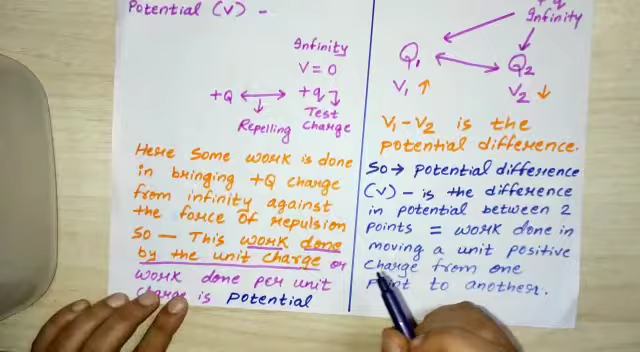 Potential (V) -
Infinity
V = 0
+Q +q
Test
Repelling charge
Here some work is done
in bringing +Q charge
from infinity against
the force of repulsion
So - This work done
by the unit charge or
work done per unit
charge is potential
+q
Infinity
Q1 Q2
V1 ↑ V2 ↓
V1 - V2 is the
potential difference.
So → potential difference
(V) - is the difference
in potential between 2
points = work done in
moving a unit positive
charge from one
point to another.